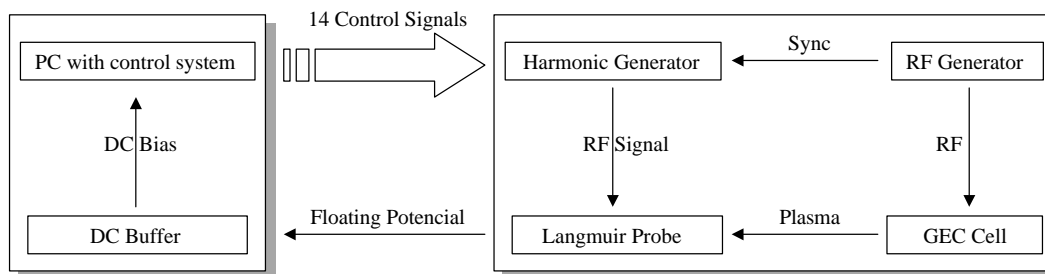 14 Control Signals
PC with control system
Harmonic Generator
Sync
RF Generator
DC Bias
RF Signal
RF
Floating Potencial
Plasma
DC Buffer
Langmuir Probe
GEC Cell